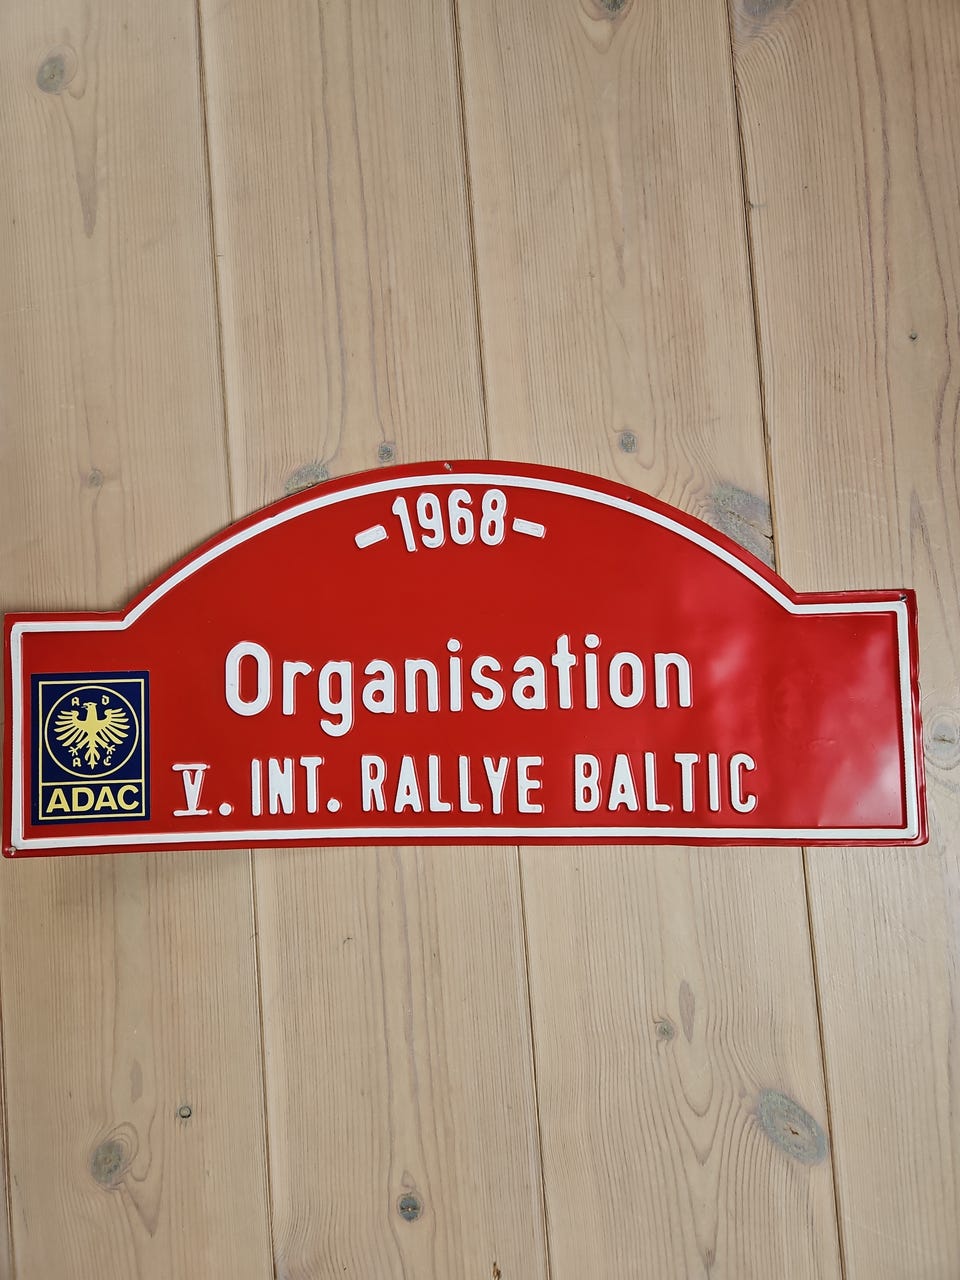 -1968-
Organisation
V. INT. RALLYE BALTIC
A D
A C
ADAC